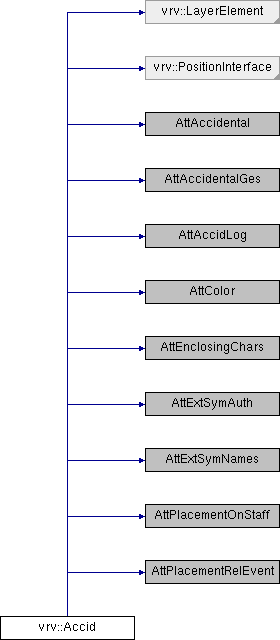 vrv::LayerElement
vrv::PositionInterface
AttAccidental
AttAccidentalGes
AttAccidLog
AttColor
AttEnclosingChars
AttExtSymAuth
AttExtSymNames
AttPlacementOnStaff
AttPlacementRelEvent
vrv::Accid